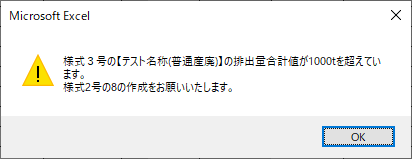 Microsoft Excel
様式３号の【テスト名称(普通産廃)】の排出量合計値が1000tを超えてい
ます。
様式2号の8の作成をお願いいたします。
OK